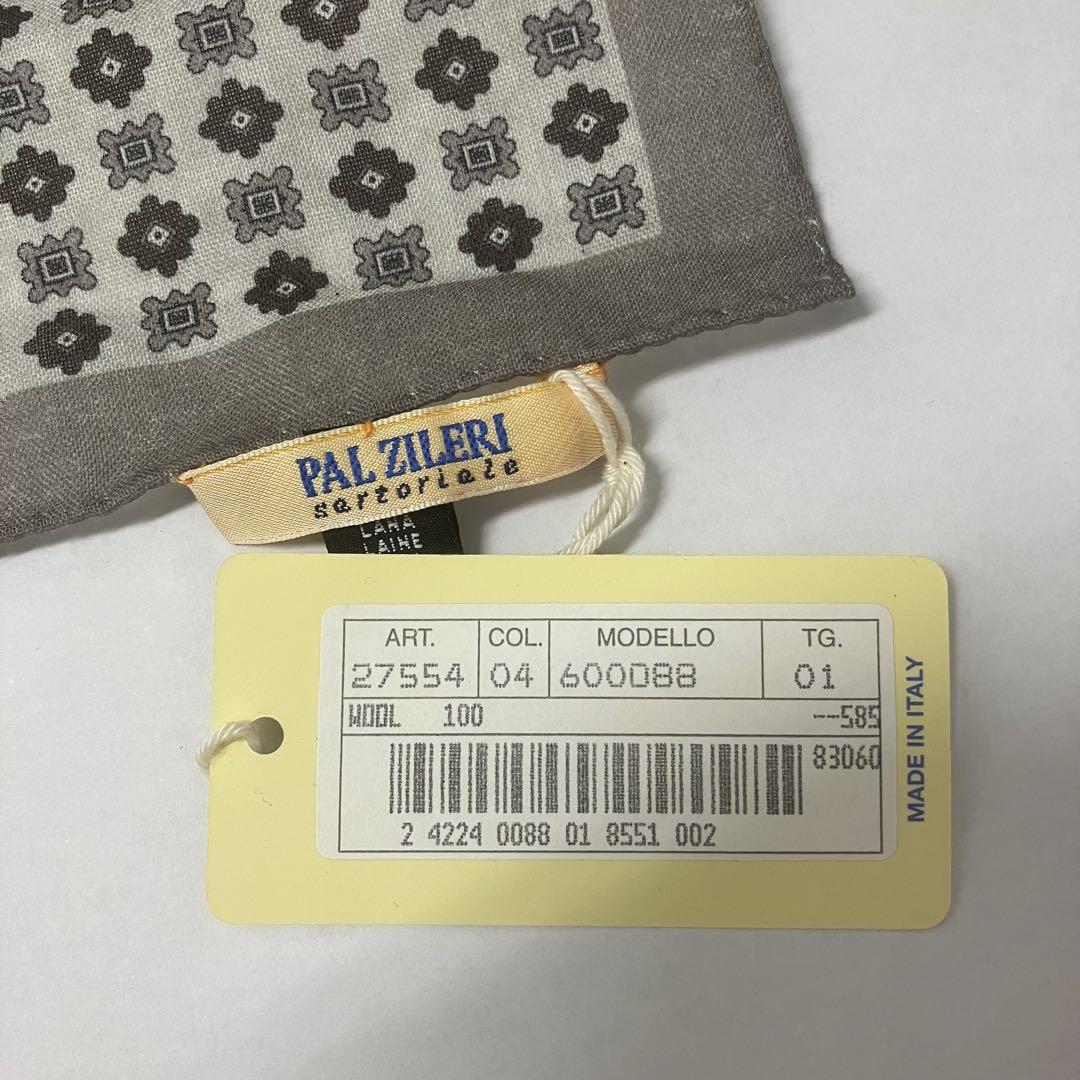 PAL ZILERI
sartoriale
LANA
LAINE
ART. COL. MODELLO TG.
27554 04 600088 01
WOOL 100 --585
83060
2 4224 0088 01 8551 002
MADE IN ITALY